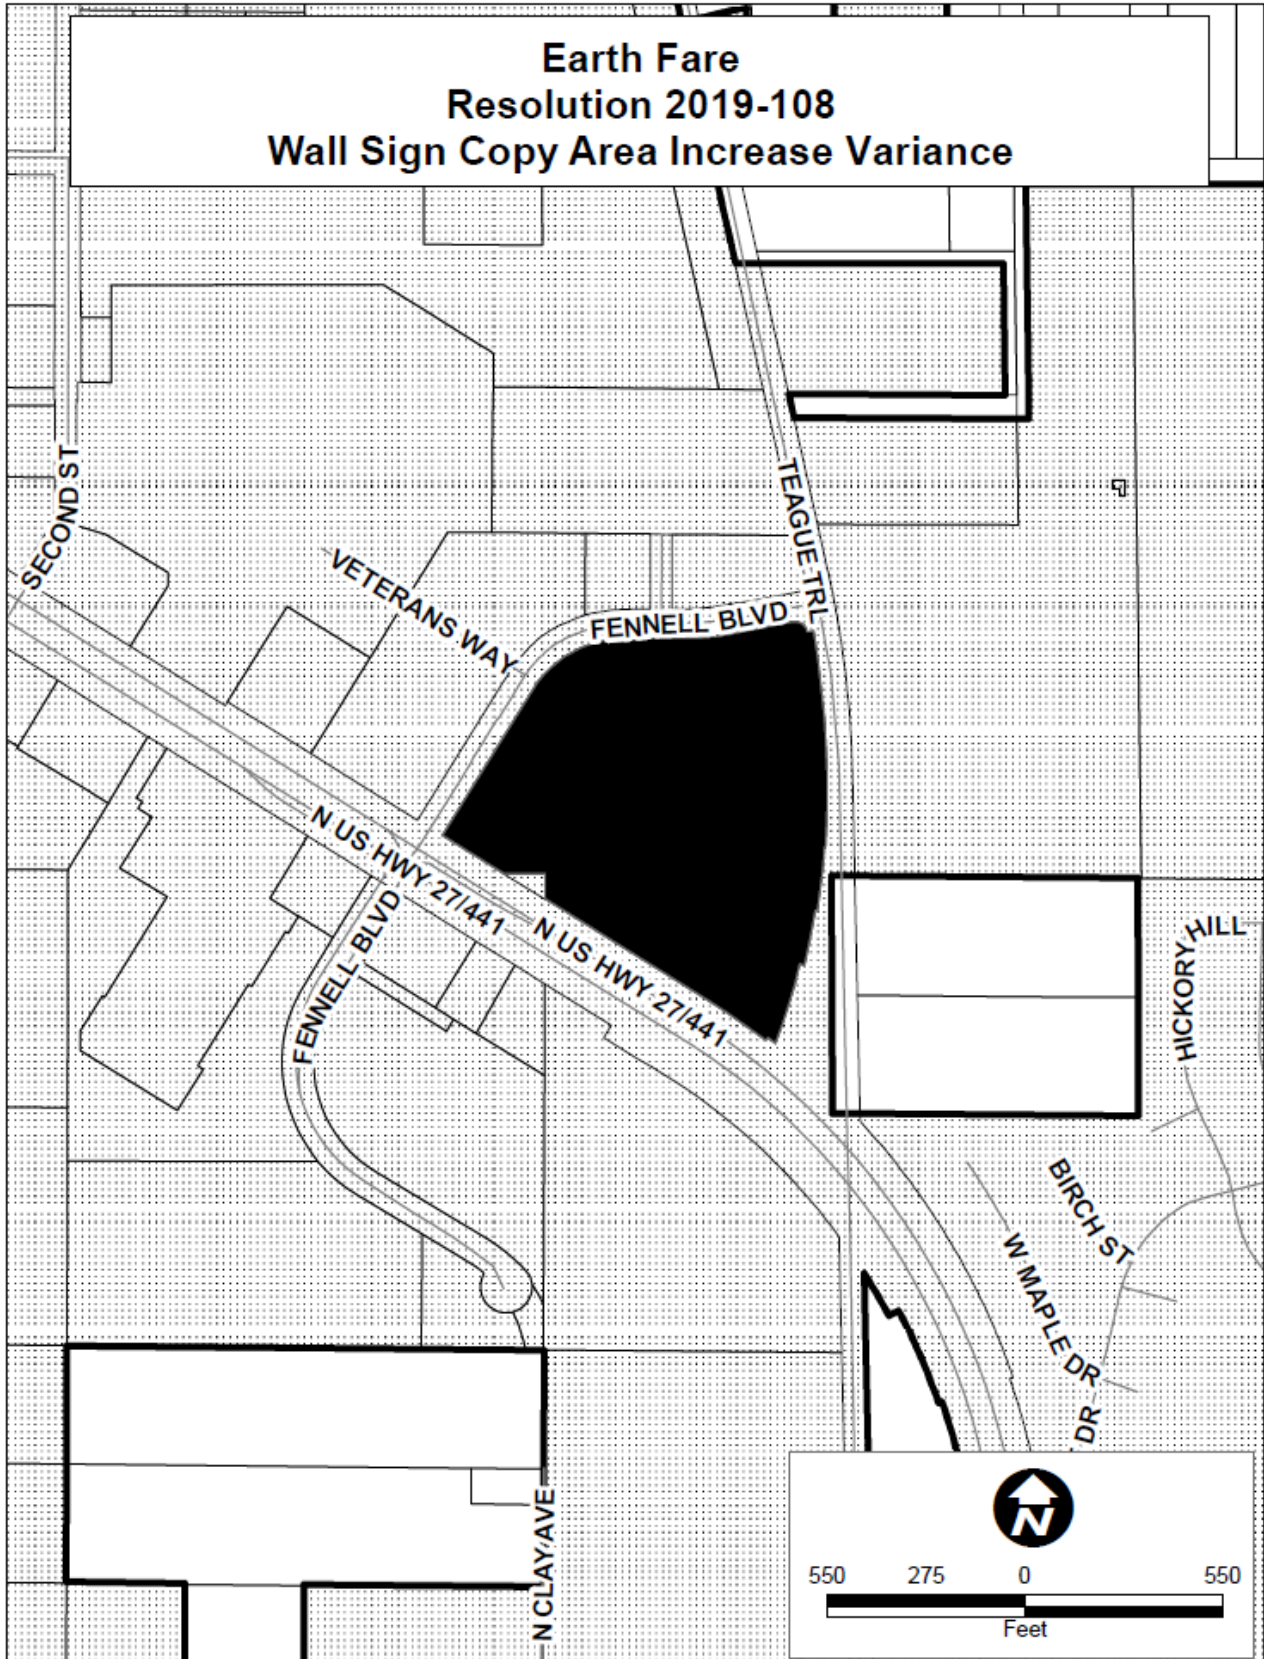 Earth Fare
Resolution 2019-108
Wall Sign Copy Area Increase Variance
SECOND ST
VETERANS WAY
TEAGUE TRL
FENNELL BLVD
N US HWY 27/441
N US HWY 27/441
FENNELL BLVD
HICKORY HILL
BIRCH ST
W MAPLE DR
DR
N CLAY AVE
N
550 275 0 550
Feet